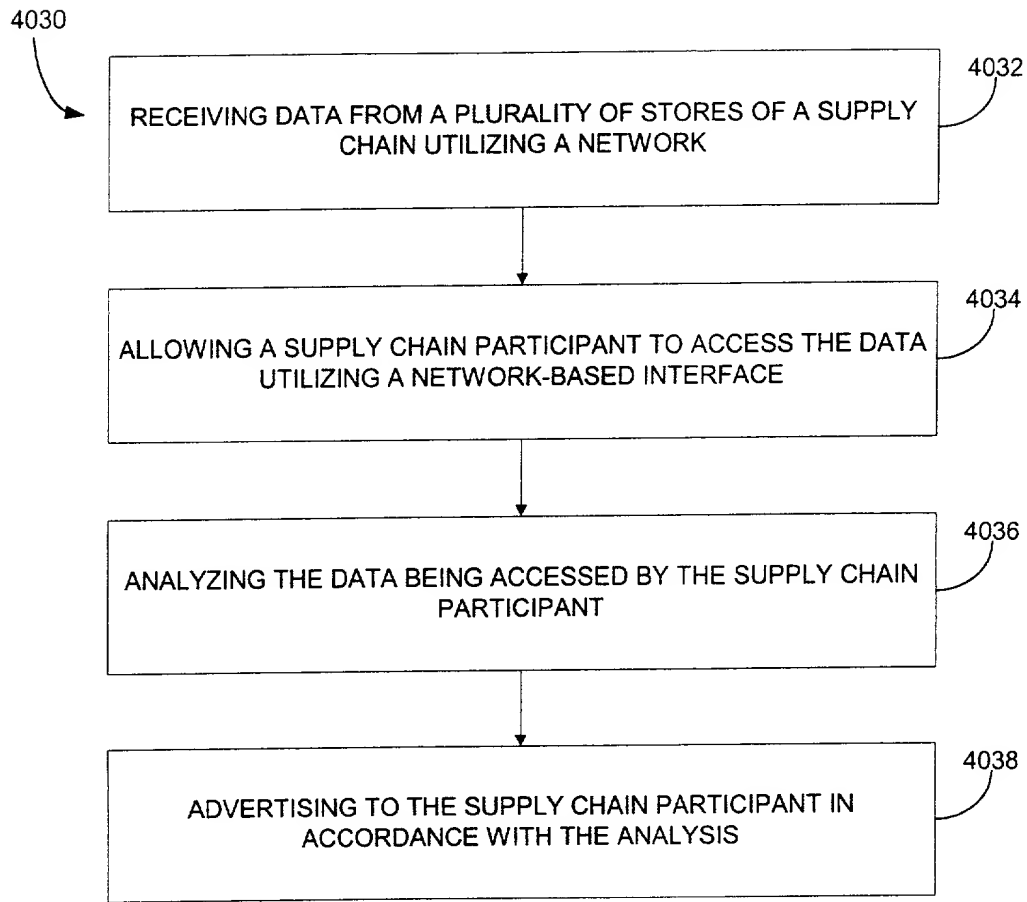 4030
4032
RECEIVING DATA FROM A PLURALITY OF STORES OF A SUPPLY
CHAIN UTILIZING A NETWORK
4034
ALLOWING A SUPPLY CHAIN PARTICIPANT TO ACCESS THE DATA
UTILIZING A NETWORK-BASED INTERFACE
4036
ANALYZING THE DATA BEING ACCESSED BY THE SUPPLY CHAIN
PARTICIPANT
4038
ADVERTISING TO THE SUPPLY CHAIN PARTICIPANT IN
ACCORDANCE WITH THE ANALYSIS